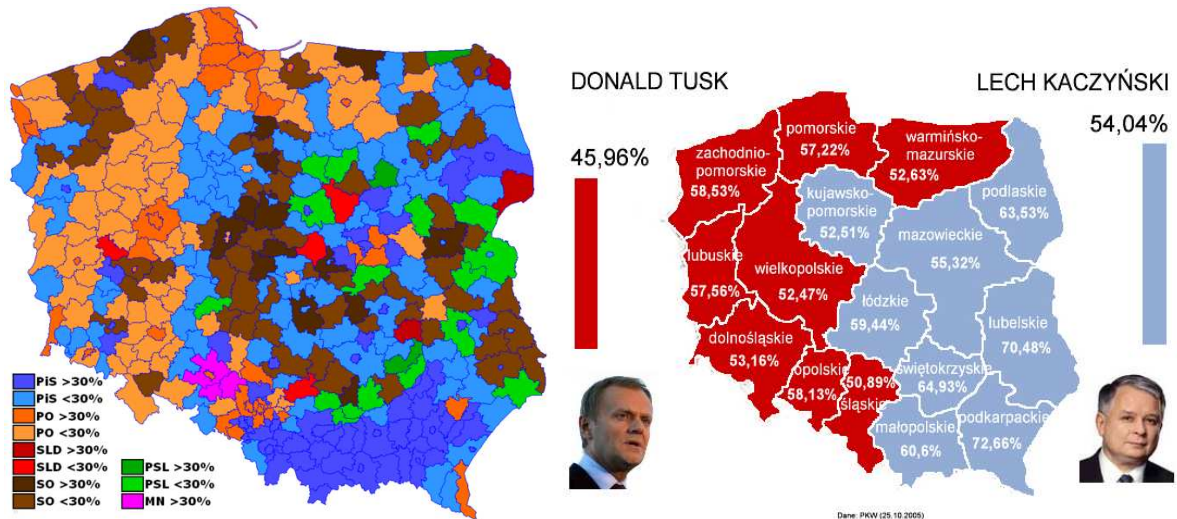 PiS >30%
PiS <30%
PO >30%
PO <30%
SLD >30%
SLD <30%
SO >30%
SO <30%
PSL >30%
PSL <30%
MN >30%
DONALD TUSK
LECH KACZYŃSKI
45,96%
54,04%
pomorskie
57,22%
warmińsko-
mazurskie
52,63%
zachodnio-
pomorskie
58,53%
kujawsko-
pomorskie
52,51%
podlaskie
63,53%
mazowieckie
55,32%
lubuskie
57,56%
wielkopolskie
52,47%
łódzkie
59,44%
lubelskie
70,48%
dolnośląskie
53,16%
opolskie
58,13%
50,89%
śląskie
świętokrzyskie
64,93%
małopolskie
60,6%
podkarpackie
72,66%
Dane: PKW (25.10.2005)